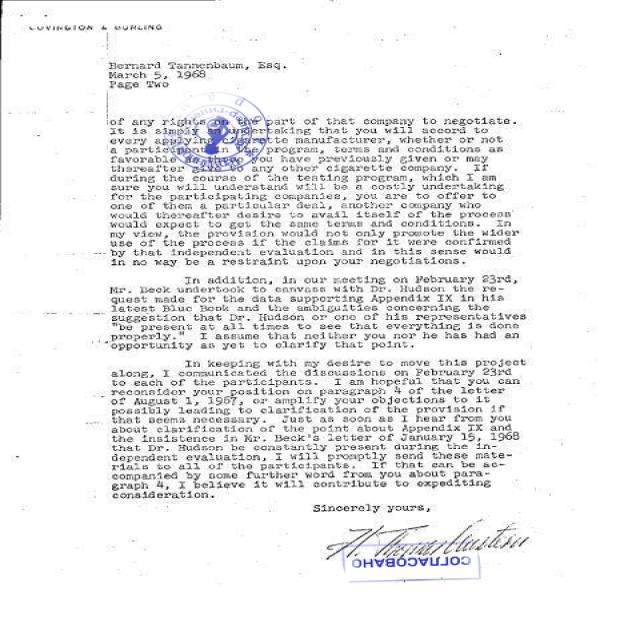 COVINGTON & BURLING
Bernard Tannenbaum, Esq.
March 5, 1968
Page Two
of any rights on the part of that company to negotiate.
It is simply an undertaking that you will accord to
every applying cigarette manufacturer, whether or not
a participant in the program, terms and conditions as
favorable as those you have previously given or may
thereafter give to any other cigarette company. If
during the course of the testing program, which I am
sure you will understand will be a costly undertaking
for the participating companies, you are to offer to
one of them a particular deal, another company who
would thereafter desire to avail itself of the process
would expect to get the same terms and conditions. In
my view, the provision would not only promote the wider
use of the process if the claims for it were confirmed
by that independent evaluation and in this sense would
in no way be a restraint upon your negotiations.
In addition, in our meeting on February 23rd,
Mr. Beck undertook to canvass with Dr. Hudson the re-
quest made for the data supporting Appendix IX in his
latest Blue Book and the ambiguities concerning the
suggestion that Dr. Hudson or one of his representatives
"be present at all times to see that everything is done
properly." I assume that neither you nor he has had an
opportunity as yet to clarify that point.
In keeping with my desire to move this project
along, I communicated the discussions on February 23rd
to each of the participants. I am hopeful that you can
reconsider your position on paragraph 4 of the letter
of August 1, 1967, or amplify your objections to it
possibly leading to clarification of the provision if
that seems necessary. Just as soon as I hear from you
about clarification of the point about Appendix IX and
the insistence in Mr. Beck's letter of January 15, 1968
that Dr. Hudson be constantly present during the in-
dependent evaluation, I will promptly send these mate-
rials to all of the participants. If that can be ac-
companied by some further word from you about para-
graph 4, I believe it will contribute to expediting
consideration.
Sincerely yours,
H. Thomas
СОГЛАСОВАНО